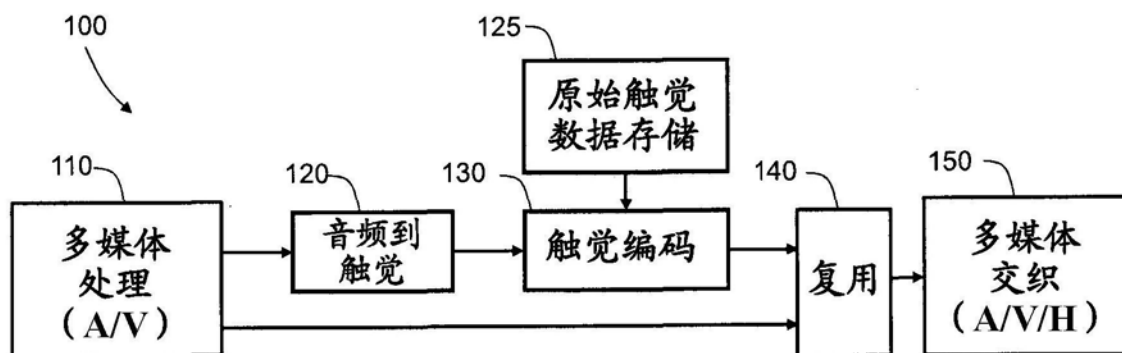 100
125
原始触觉
数据存储
110
120
130
140
150
多媒体
处理
（A/V）
音频到
触觉
触觉编码
复用
多媒体
交织
（A/V/H）